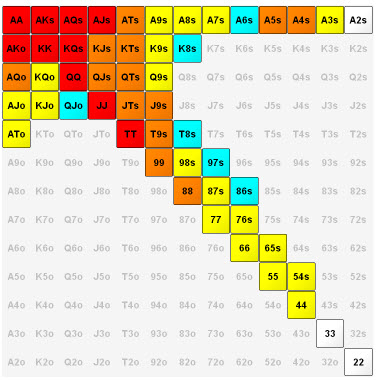 AA AKs AQs AJs ATs A9s A8s A7s A6s A5s A4s A3s A2s
AKo KK KQs KJs KTs K9s K8s K7s K6s K5s K4s K3s K2s
AQo KQo QQ QJs QTs Q9s Q8s Q7s Q6s Q5s Q4s Q3s Q2s
AJo KJo QJo JJ JTs J9s J8s J7s J6s J5s J4s J3s J2s
ATo KTo QTo JTo TT T9s T8s T7s T6s T5s T4s T3s T2s
A9o K9o Q9o J9o T9o 99 98s 97s 96s 95s 94s 93s 92s
A8o K8o Q8o J8o T8o 98o 88 87s 86s 85s 84s 83s 82s
A7o K7o Q7o J7o T7o 97o 87o 77 76s 75s 74s 73s 72s
A6o K6o Q6o J6o T6o 96o 86o 76o 66 65s 64s 63s 62s
A5o K5o Q5o J5o T5o 95o 85o 75o 65o 55 54s 53s 52s
A4o K4o Q4o J4o T4o 94o 84o 74o 64o 54o 44 43s 42s
A3o K3o Q3o J3o T3o 93o 83o 73o 63o 53o 43o 33 32s
A2o K2o Q2o J2o T2o 92o 82o 72o 62o 52o 42o 32o 22